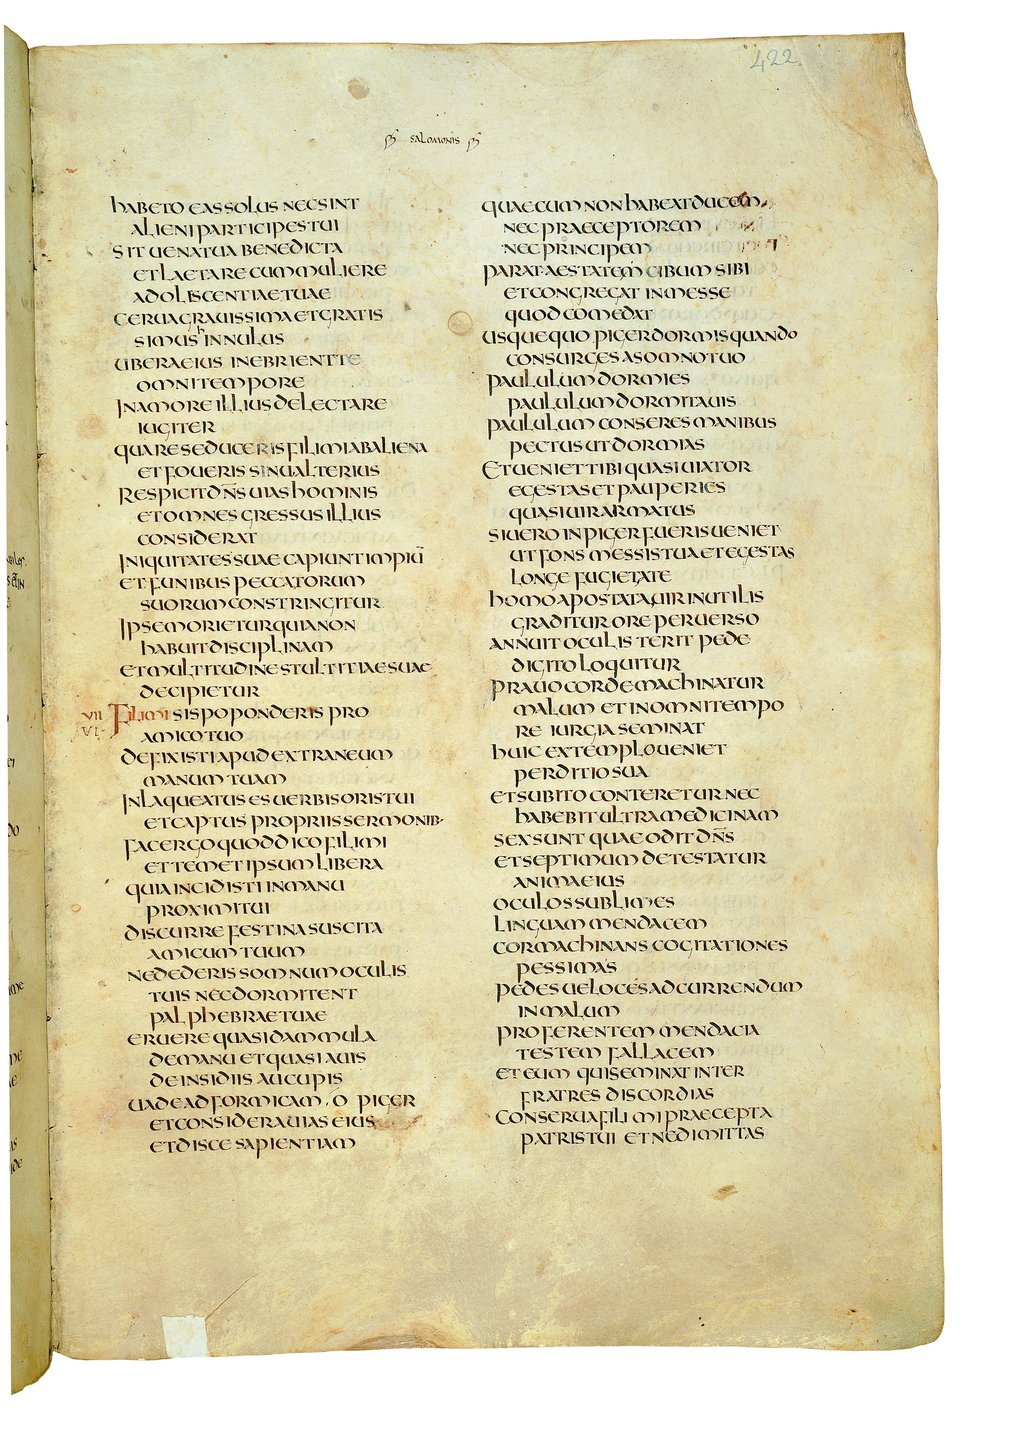 422.
SALOMONIS
HABETO EAS SOLUS NEC SINT
ALIENI PARTICIPES TUI
SIT UENA TUA BENEDICTA
ET LAETARE CUM MULIERE
ADOLISCENTIAE TUAE
CERUA GRAUISSIMA ET GRATIS
SIMUS HINNULUS
UBERA EIUS INEBRIENT TE
OMNI TEMPORE
IN AMORE ILLIUS DELECTARE
IUGITER
QUARE SEDUCERIS FILI MI AB ALIENA
ET FOUERIS SINU ALTERIUS
RESPICIT DN̄S UIAS HOMINIS
ET OMNES GRESSUS ILLIUS
CONSIDERAT
INIQUITATES SUAE CAPIUNT IMPIŪ
ET FUNIBUS PECCATORUM
SUORUM CONSTRINGITUR
IPSE MORIETUR QUIA NON
HABUIT DISCIPLINAM
ET MULTITUDINE STULTITIAE SUAE
DECIPIETUR
VII FILI MI SI SPOPONDERIS PRO
VI AMICO TUO
DEFIXISTI APUD EXTRANEUM
MANUM TUAM
INLAQUEATUS ES UERBIS ORIS TUI
ET CAPTUS PROPRIIS SERMONIB·
FAC ERGO QUOD DICO FILI MI
ET TEMET IPSUM LIBERA
QUIA INCIDISTI IN MANU
PROXIMI TUI
DISCURRE FESTINA SUSCITA
AMICUM TUUM
NE DEDERIS SOMNUM OCULIS
TUIS NEC DORMITENT
PALPHEBRAE TUAE
ERUERE QUASI DAMMULA
DE MANU ET QUASI AUIS
DE INSIDIIS AUCUPIS
UADE AD FORMICAM · O PIGER
ET CONSIDERA UIAS EIUS
ET DISCE SAPIENTIAM
QUAE CUM NON HABEAT DUCEM
NEC PRAECEPTOREM
NEC PRINCIPEM
PARAT AESTATEM CIBUM SIBI
ET CONGREGAT IN MESSE
QUOD COMEDAT
USQUEQUO PIGER DORMIS QUANDO
CONSURGES A SOMNO TUO
PAULULUM DORMIES
PAULULUM DORMITAUIS
PAULULUM CONSERES MANIBUS
PECTUS UT DORMIAS
ET UENIET TIBI QUASI UIATOR
EGESTAS ET PAUPERIES
QUASI UIR ARMATUS
SI UERO INPIGER FUERIS UENIET
UT FONS MESSIS TUA ET EGESTAS
LONGE FUGIET A TE
HOMO APOSTATA UIR INUTILIS
GRADITUR ORE PERUERSO
ANNUIT OCULIS TERIT PEDE
DIGITO LOQUITUR
PRAUO CORDE MACHINATUR
MALUM ET IN OMNI TEMPO
RE IURGIA SEMINAT
HUIC EXTEMPLO UENIET
PERDITIO SUA
ET SUBITO CONTERETUR NEC
HABEBIT ULTRA MEDICINAM
SEX SUNT QUAE ODIT DN̄S
ET SEPTIMUM DETESTATUR
ANIMA EIUS
OCULOS SUBLIMES
LINGUAM MENDACEM
COR MACHINANS COGITATIONES
PESSIMAS
PEDES UELOCES AD CURRENDUM
IN MALUM
PROFERENTEM MENDACIA
TESTEM FALLACEM
ET EUM QUI SEMINAT INTER
FRATRES DISCORDIAS
CONSERUA FILI MI PRAECEPTA
PATRIS TUI ET NE DIMITTAS